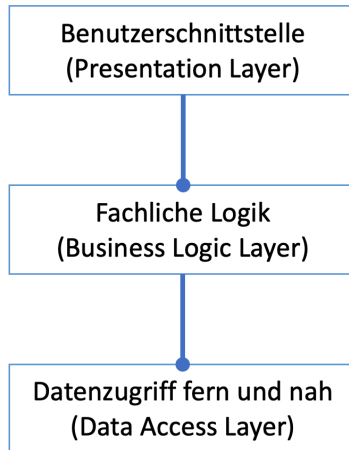 Benutzerschnittstelle
(Presentation Layer)
Fachliche Logik
(Business Logic Layer)
Datenzugriff fern und nah
(Data Access Layer)